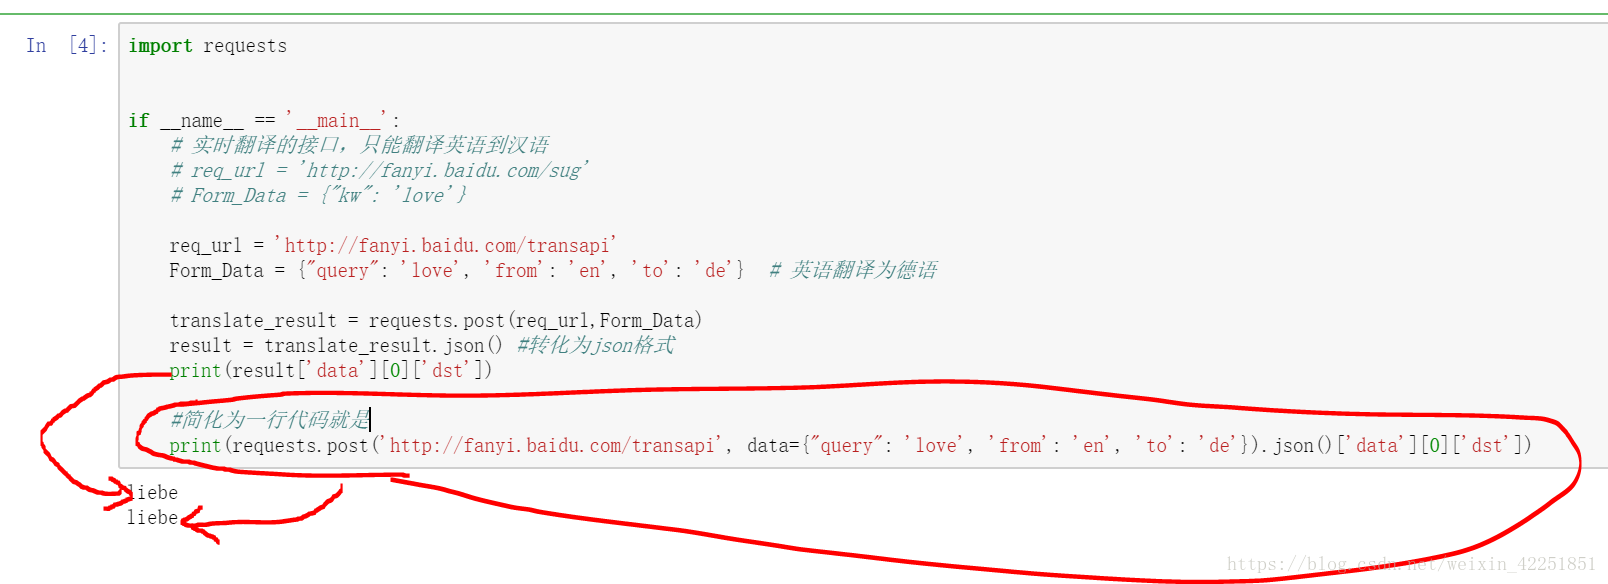 In [4]: import requests
if __name__ == '__main__':
# 实时翻译的接口，只能翻译英语到汉语
# req_url = 'http://fanyi.baidu.com/sug'
# Form_Data = {"kw": 'love'}
req_url = 'http://fanyi.baidu.com/transapi'
Form_Data = {"query": 'love', 'from': 'en', 'to': 'de'} # 英语翻译为德语
translate_result = requests.post(req_url,Form_Data)
result = translate_result.json() #转化为json格式
print(result['data'][0]['dst'])
#简化为一行代码就是
print(requests.post('http://fanyi.baidu.com/transapi', data={"query": 'love', 'from': 'en', 'to': 'de'}).json()['data'][0]['dst'])
liebe
liebe
https://blog.csdn.net/weixin_42251851